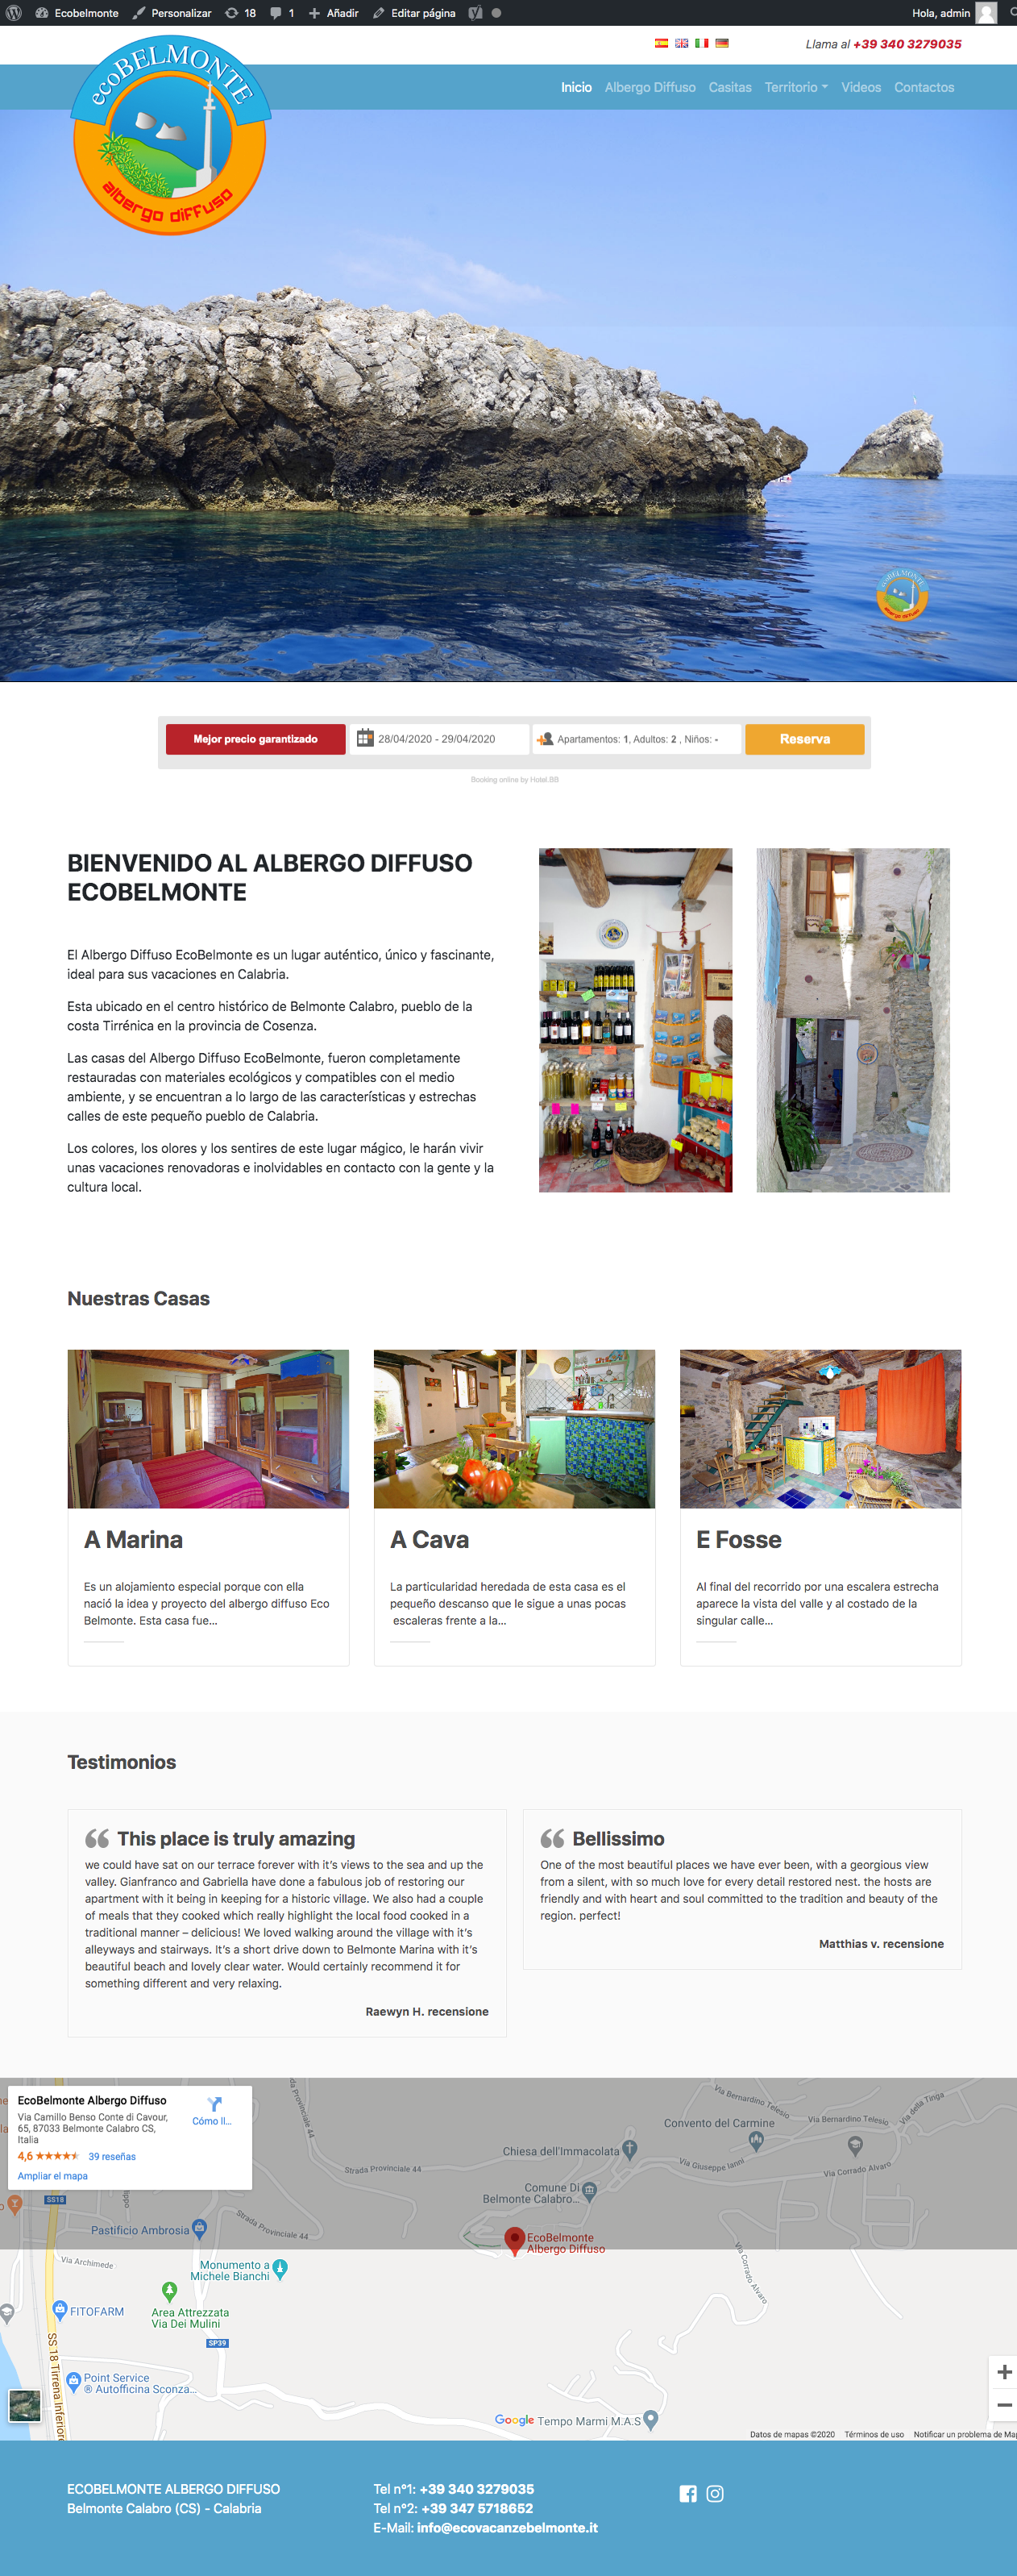 Ecobelmonte Personalizar 18 1 Añadir Editar página Hola, admin
Llama al +39 340 3279035
ecoBELMONTE
albergo diffuso
Inicio Albergo Diffuso Casitas Territorio Videos Contactos
ecoBELMONTE
albergo diffuso
Mejor precio garantizado 28/04/2020 - 29/04/2020 Apartamentos: 1, Adultos: 2 , Niños: - Reserva
Booking online by Hotel.BB
BIENVENIDO AL ALBERGO DIFFUSO
ECOBELMONTE
El Albergo Diffuso EcoBelmonte es un lugar auténtico, único y fascinante,
ideal para sus vacaciones en Calabria.
Esta ubicado en el centro histórico de Belmonte Calabro, pueblo de la
costa Tirrénica en la provincia de Cosenza.
Las casas del Albergo Diffuso EcoBelmonte, fueron completamente
restauradas con materiales ecológicos y compatibles con el medio
ambiente, y se encuentran a lo largo de las características y estrechas
calles de este pequeño pueblo de Calabria.
Los colores, los olores y los sentires de este lugar mágico, le harán vivir
unas vacaciones renovadoras e inolvidables en contacto con la gente y la
cultura local.
Nuestras Casas
A Marina
Es un alojamiento especial porque con ella
nació la idea y proyecto del albergo diffuso Eco
Belmonte. Esta casa fue...
A Cava
La particularidad heredada de esta casa es el
pequeño descanso que le sigue a unas pocas
escaleras frente a la...
E Fosse
Al final del recorrido por una escalera estrecha
aparece la vista del valle y al costado de la
singular calle...
Testimonios
This place is truly amazing
we could have sat on our terrace forever with it's views to the sea and up the
valley. Gianfranco and Gabriella have done a fabulous job of restoring our
apartment with it being in keeping for a historic village. We also had a couple
of meals that they cooked which really highlight the local food cooked in a
traditional manner – delicious! We loved walking around the village with it's
alleyways and stairways. It's a short drive down to Belmonte Marina with it's
beautiful beach and lovely clear water. Would certainly recommend it for
something different and very relaxing.
Raewyn H. recensione
Bellissimo
One of the most beautiful places we have ever been, with a georgious view
from a silent, with so much love for every detail restored nest. the hosts are
friendly and with heart and soul committed to the tradition and beauty of the
region. perfect!
Matthias v. recensione
EcoBelmonte Albergo Diffuso
Via Camillo Benso Conte di Cavour,
65, 87033 Belmonte Calabro CS,
Italia
Cómo ll...
4,6 39 reseñas
Ampliar el mapa
da Provinciale 44
Via Bernardino Telesio
Via Bernardino Telesio
Via della Tinga
Convento del Carmine
Chiesa dell'Immacolata
Via Giuseppe Ianni
Via Corrado Alvaro
Strada Provinciale 44
Comune Di
Belmonte Calabro...
SS18
ippo
Strada Provinciale 44
Pastificio Ambrosia
EcoBelmonte
Albergo Diffuso
Via Archimede
Monumento a
Michele Bianchi
Via Corrado Alvaro
FITOFARM
Area Attrezzata
Via Dei Mulini
SP39
SS 18 Tirrena Inferiore
Point Service
® Autofficina Sconza...
Google
Tempo Marmi M.A.S
Datos de mapas ©2020 Términos de uso Notificar un problema de Ma
ECOBELMONTE ALBERGO DIFFUSO
Belmonte Calabro (CS) - Calabria
Tel n°1: +39 340 3279035
Tel n°2: +39 347 5718652
E-Mail: info@ecovacanzebelmonte.it